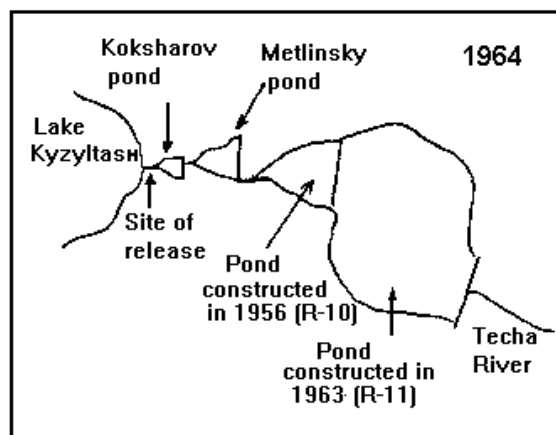 Koksharov
pond
Metlinsky
pond
1964
Lake
Kyzyltasн
Site of
release
Pond
constructed
in 1956 (R-10)
Pond
constructed in
1963 (R-11)
Techa
River